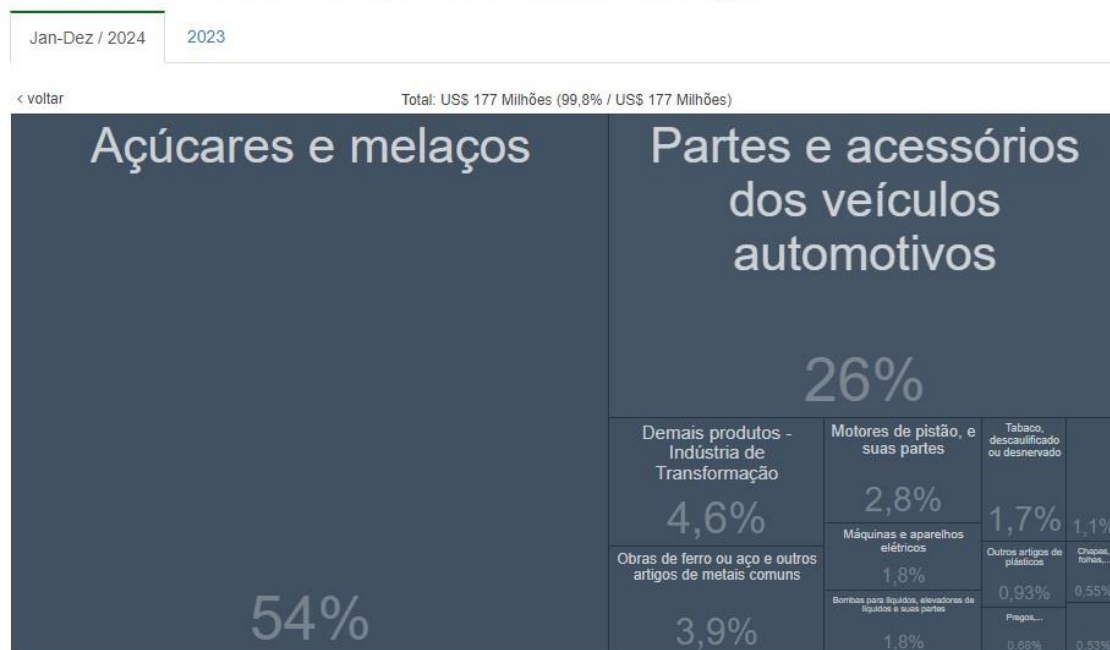 Jan-Dez / 2024
2023
< voltar
Total: US$ 177 Milhões (99,8% / US$ 177 Milhões)
Açúcares e melaços
54%
Partes e acessórios
dos veículos
automotivos
26%
Demais produtos -
Indústria de
Transformação
4,6%
Obras de ferro ou aço e outros
artigos de metais comuns
3,9%
Motores de pistão, e
suas partes
2,8%
Máquinas e aparelhos
elétricos
1,8%
Bombas para líquidos, elevadores de
líquidos e suas partes
1,8%
Tabaco,
descaulificado
ou desnervado
1,7%
1,1%
Outros artigos de
plásticos
0,93%
Chapas,
folhas,...
0,55%
Pregos,...
0,68%
0,53%